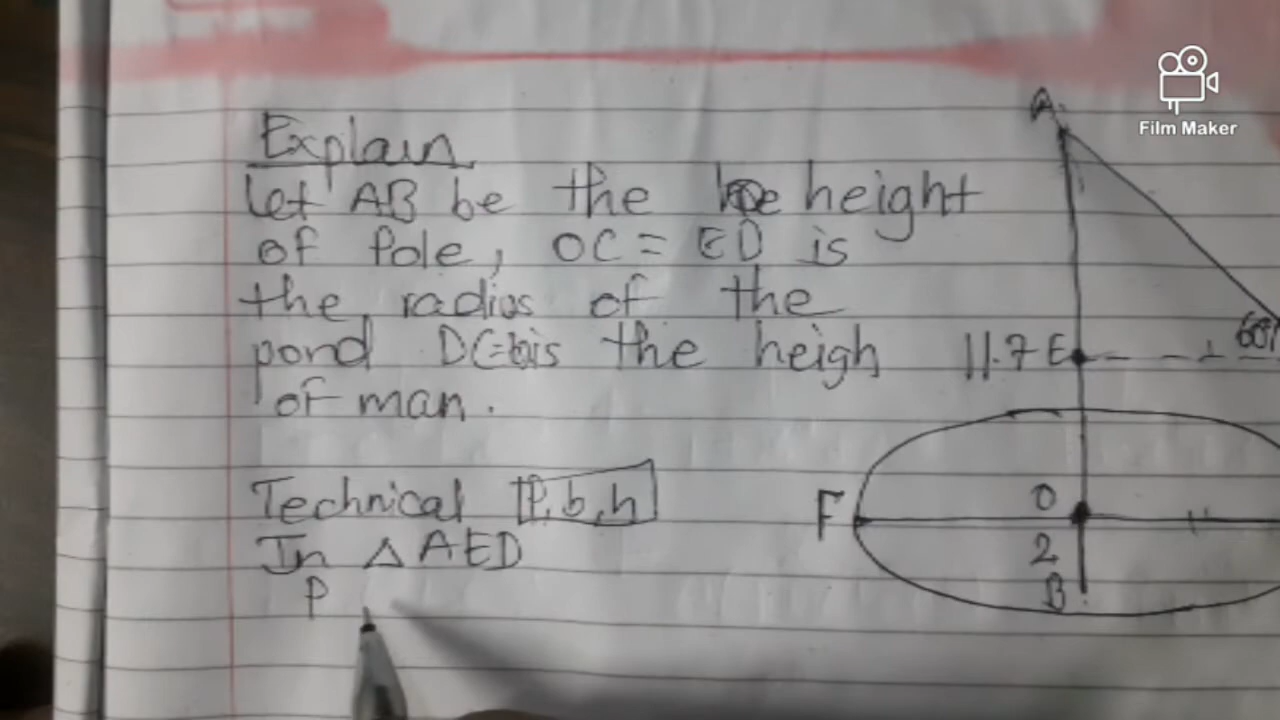 Film Maker
Explain
Let AB be the height
of Pole, OC = ED is
the radius of the
pond DC is the heigh
of man.
Technical P, b, h
In △ AED
P
A
60°
11.7 E
F
O
2
B